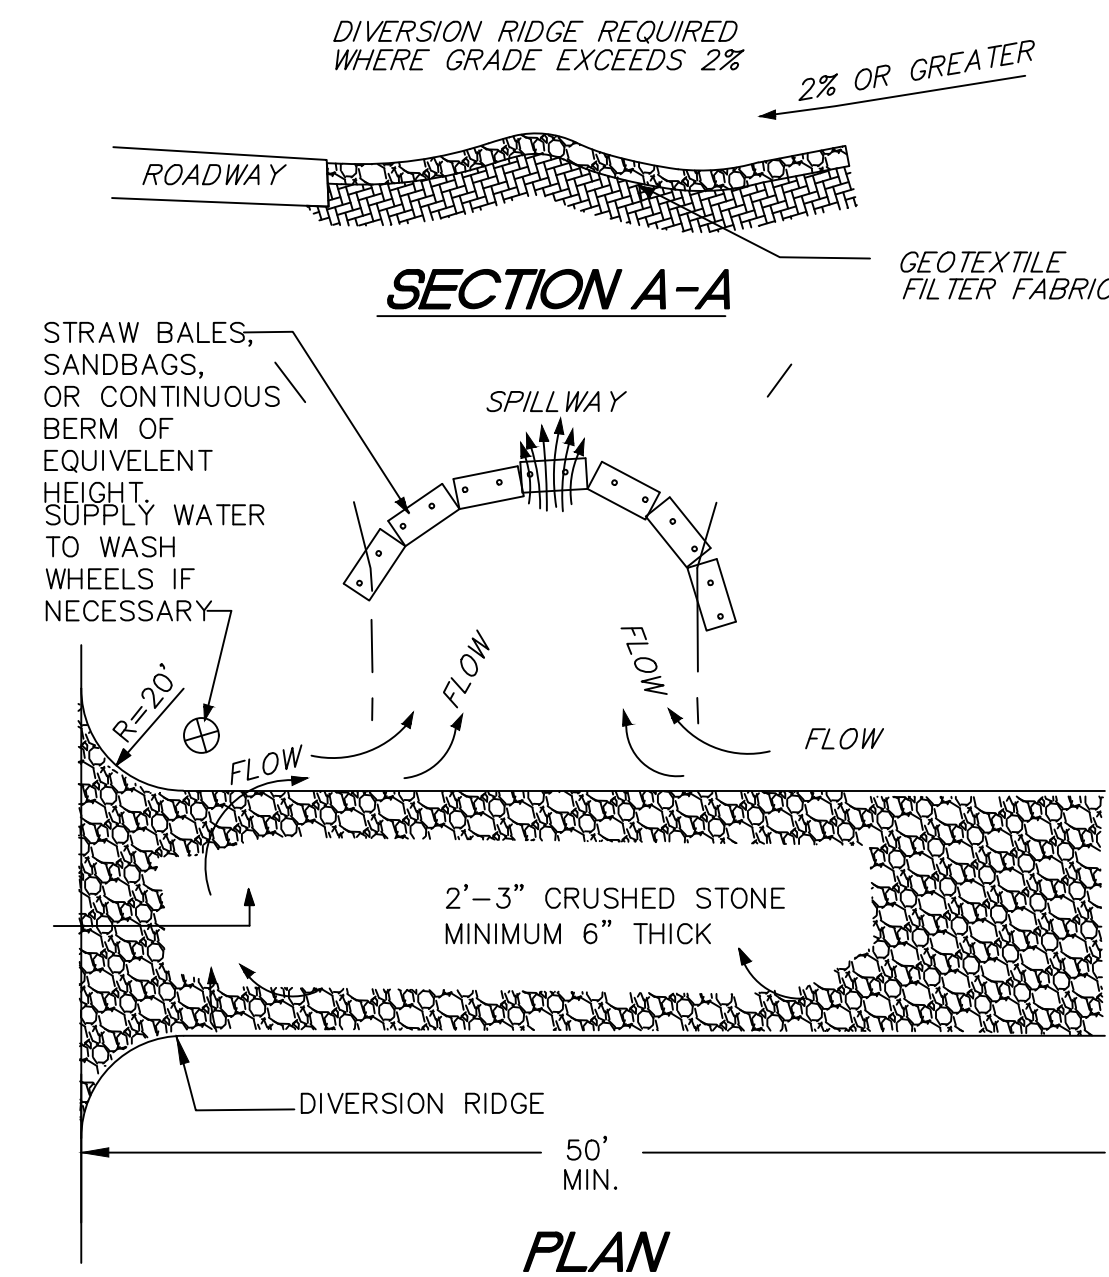 DIVERSION RIDGE REQUIRED
WHERE GRADE EXCEEDS 2%
2% OR GREATER
ROADWAY
GEOTEXTILE
FILTER FABRIC
SECTION A-A
STRAW BALES,
SANDBAGS,
OR CONTINUOUS
BERM OF
EQUIVELENT
HEIGHT.
SUPPLY WATER
TO WASH
WHEELS IF
NECESSARY
SPILLWAY
FLOW
FLOW
R=20'
FLOW
FLOW
2'-3" CRUSHED STONE
MINIMUM 6" THICK
DIVERSION RIDGE
50'
MIN.
PLAN